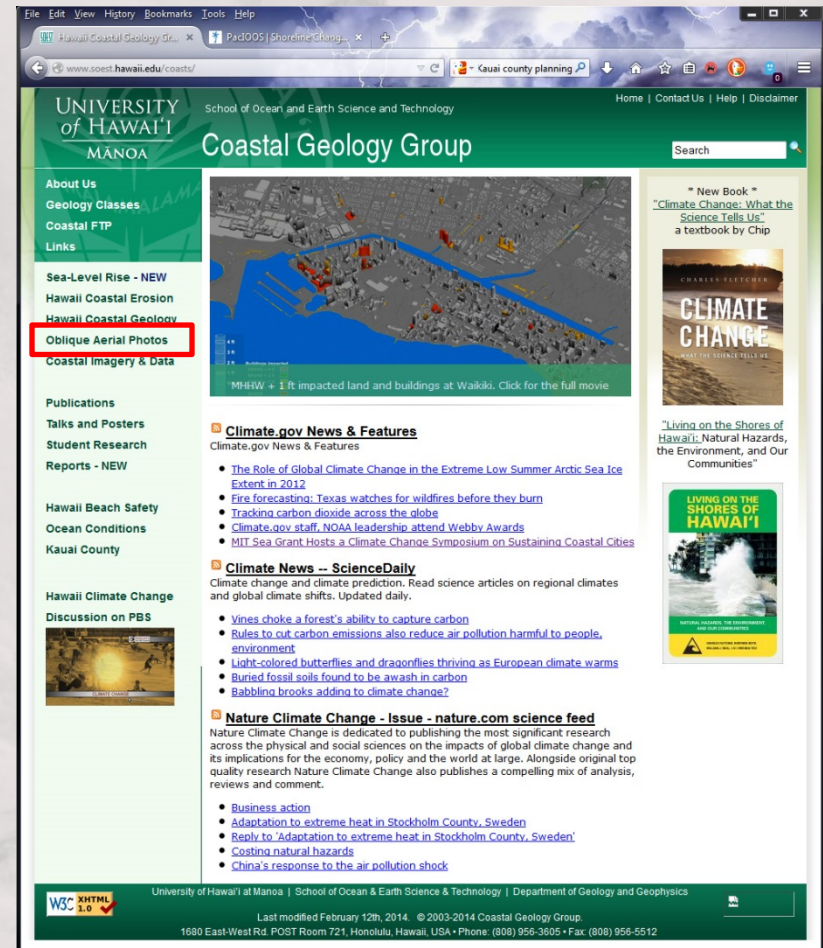 File Edit View History Bookmarks Tools Help
Hawaii Coastal Geology Gr...
PacIOOS | Shoreline Chang...
www.soest.hawaii.edu/coasts/
Kauai county planning
0
UNIVERSITY
of HAWAI'I
MĀNOA
School of Ocean and Earth Science and Technology
Coastal Geology Group
Home | Contact Us | Help | Disclaimer
Search
About Us
Geology Classes
Coastal FTP
Links
Sea-Level Rise - NEW
Hawaii Coastal Erosion
Hawaii Coastal Geology
Oblique Aerial Photos
Coastal Imagery & Data
Publications
Talks and Posters
Student Research
Reports - NEW
Hawaii Beach Safety
Ocean Conditions
Kauai County
Hawaii Climate Change
Discussion on PBS
CLIMATE CHANGE
MHHW + 1 ft impacted land and buildings at Waikiki. Click for the full movie
Climate.gov News & Features
Climate.gov News & Features
The Role of Global Climate Change in the Extreme Low Summer Arctic Sea Ice
Extent in 2012
Fire forecasting: Texas watches for wildfires before they burn
Tracking carbon dioxide across the globe
Climate.gov staff, NOAA leadership attend Webby Awards
MIT Sea Grant Hosts a Climate Change Symposium on Sustaining Coastal Cities
Climate News -- ScienceDaily
Climate change and climate prediction. Read science articles on regional climates
and global climate shifts. Updated daily.
Vines choke a forest's ability to capture carbon
Rules to cut carbon emissions also reduce air pollution harmful to people,
environment
Light-colored butterflies and dragonflies thriving as European climate warms
Buried fossil soils found to be awash in carbon
Babbling brooks adding to climate change?
Nature Climate Change - Issue - nature.com science feed
Nature Climate Change is dedicated to publishing the most significant research
across the physical and social sciences on the impacts of global climate change and
its implications for the economy, policy and the world at large. Alongside original top
quality research Nature Climate Change also publishes a compelling mix of analysis,
reviews and comment.
Business action
Adaptation to extreme heat in Stockholm County, Sweden
Reply to 'Adaptation to extreme heat in Stockholm County, Sweden'
Costing natural hazards
China's response to the air pollution shock
* New Book *
"Climate Change: What the
Science Tells Us"
a textbook by Chip
CHARLES FLETCHER
CLIMATE
CHANGE
WHAT THE SCIENCE TELLS US
"Living on the Shores of
Hawai'i: Natural Hazards,
the Environment, and Our
Communities"
LIVING ON THE
SHORES OF
HAWAI'I
NATURAL HAZARDS, THE ENVIRONMENT,
AND OUR COMMUNITIES
W3C XHTML
1.0
University of Hawai'i at Manoa | School of Ocean & Earth Science & Technology | Department of Geology and Geophysics
Last modified February 12th, 2014. © 2003-2014 Coastal Geology Group.
1680 East-West Rd. POST Room 721, Honolulu, Hawaii, USA • Phone: (808) 956-3605 • Fax: (808) 956-5512